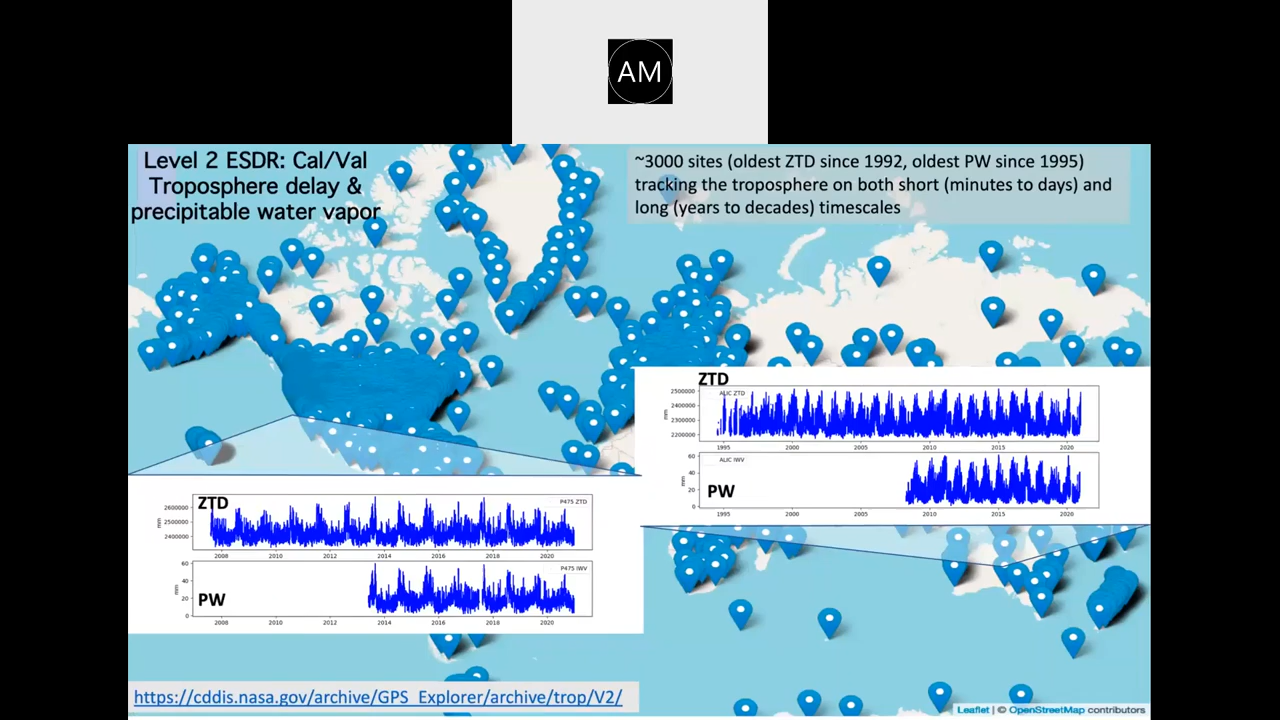 AM
Level 2 ESDR: Cal/Val
Troposphere delay &
precipitable water vapor
~3000 sites (oldest ZTD since 1992, oldest PW since 1995)
tracking the troposphere on both short (minutes to days) and
long (years to decades) timescales
ZTD
ALIC ZTD
2500000
2400000
2300000
2200000
mm
1995 2000 2005 2010 2015 2020
ALIC IWV
PW
60
40
20
0
mm
1995 2000 2005 2010 2015 2020
ZTD
P475 ZTD
2600000
2500000
2400000
mm
2008 2010 2012 2014 2016 2018 2020
P475 IWV
PW
60
40
20
0
mm
2008 2010 2012 2014 2016 2018 2020
https://cddis.nasa.gov/archive/GPS_Explorer/archive/trop/V2/
Leaflet | © OpenStreetMap contributors